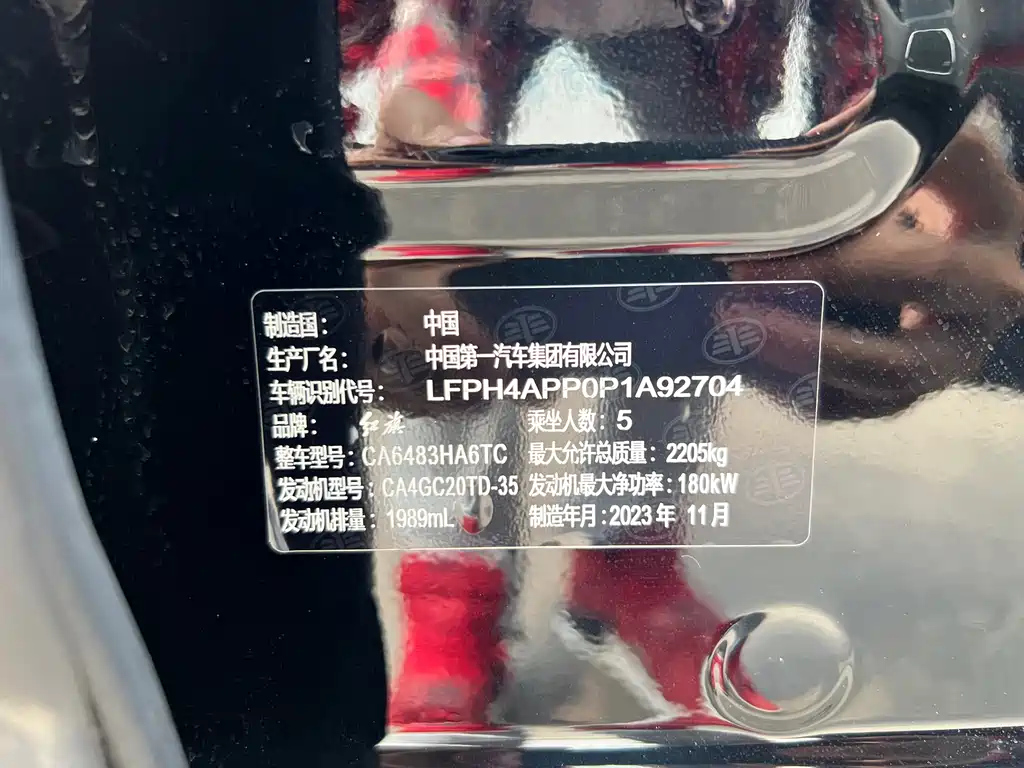 制造国： 中国
生产厂名： 中国第一汽车集团有限公司
车辆识别代号： LFPH4APP0P1A92704
品牌： 红旗 乘坐人数：5
整车型号：CA6483HA6TC 最大允许总质量：2205kg
发动机型号：CA4GC20TD-35 发动机最大净功率：180kW
发动机排量：1989mL 制造年月：2023年 11月